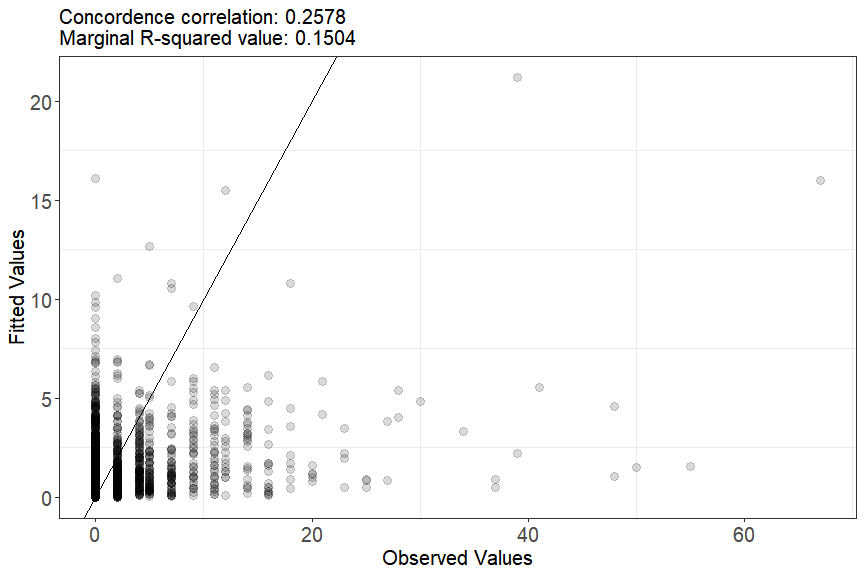 Concordence correlation: 0.2578
Marginal R-squared value: 0.1504
20
15
10
5
0
Fitted Values
0 20 40 60
Observed Values